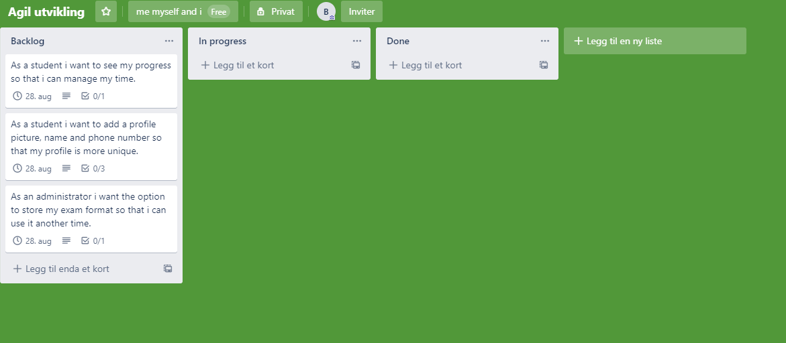 Agil utvikling
me myself and i Free
Privat
B
Inviter
Backlog
As a student i want to see my progress
so that i can manage my time.
28. aug 0/1
As a student i want to add a profile
picture, name and phone number so
that my profile is more unique.
28. aug 0/3
As an administrator i want the option
to store my exam format so that i can
use it another time.
28. aug 0/1
+ Legg til enda et kort
In progress
+ Legg til et kort
Done
+ Legg til et kort
+ Legg til en ny liste